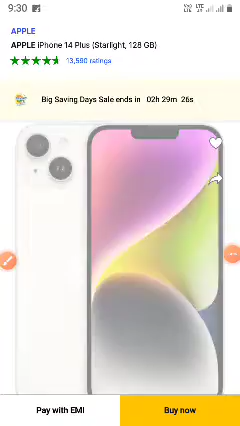 9:30
APPLE
APPLE iPhone 14 Plus (Starlight, 128 GB)
13,580 ratings
Big Saving Days Sale ends in 02h 29m 26s
Pay with EMI
Buy now